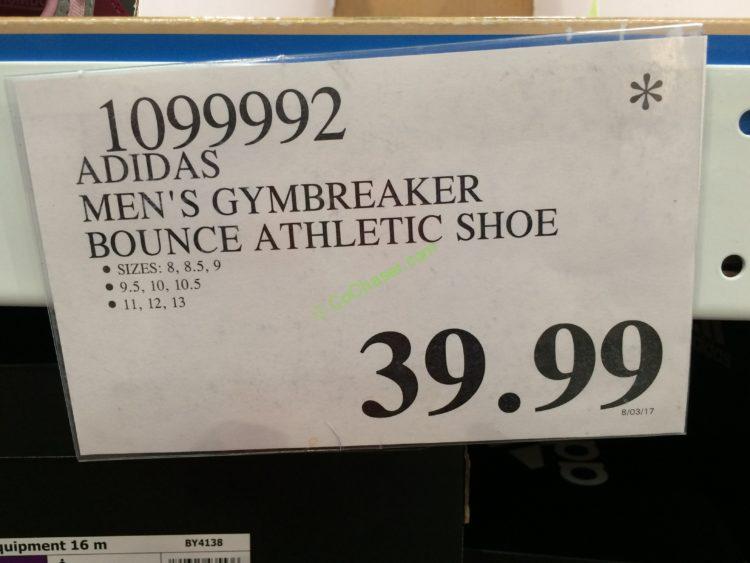 1099992
*
ADIDAS
MEN'S GYMBREAKER
BOUNCE ATHLETIC SHOE
• SIZES: 8, 8.5, 9
• 9.5, 10, 10.5
• 11, 12, 13
© CoChaser.com
39.99
8/03/17
quipment 16 m BY4138